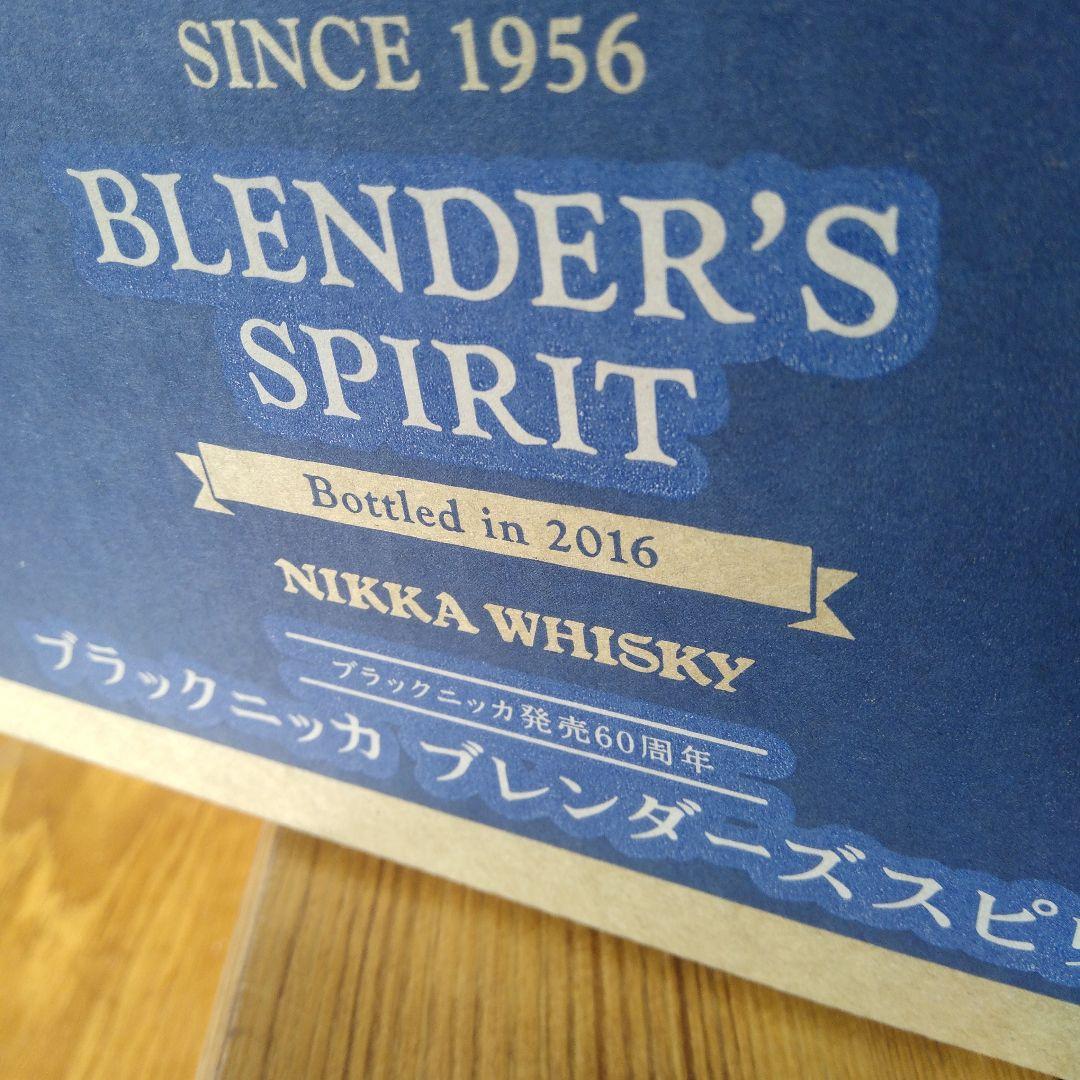 SINCE 1956
BLENDER'S
SPIRIT
Bottled in 2016
NIKKA WHISKY
ブラックニッカ発売60周年
ブラックニッカ ブレンダーズスピリ